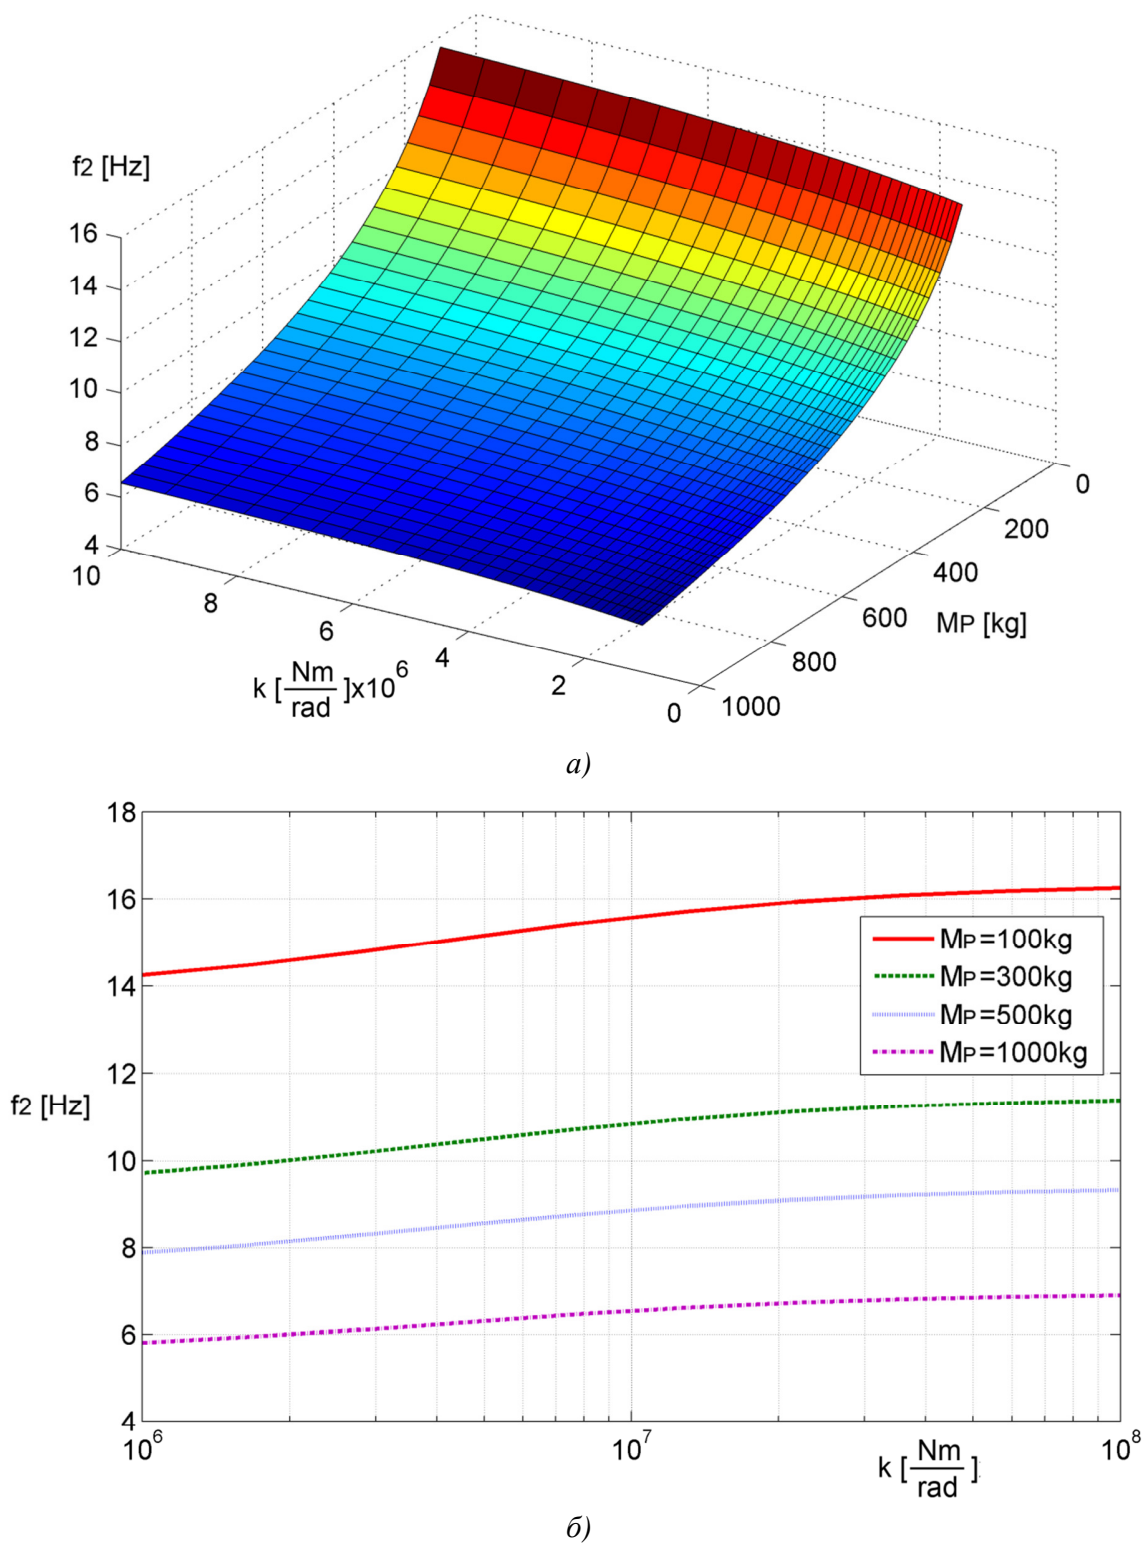 f2 [Hz]
16
14
12
10
8
6
4
10
8
6
4
2
0
k [Nm/rad]x10^6
0
200
400
600
800
1000
MP [kg]
а)
18
16
14
12
10
8
6
4
f2 [Hz]
MP=100kg
MP=300kg
MP=500kg
MP=1000kg
10^6
10^7
10^8
k [Nm/rad]
б)